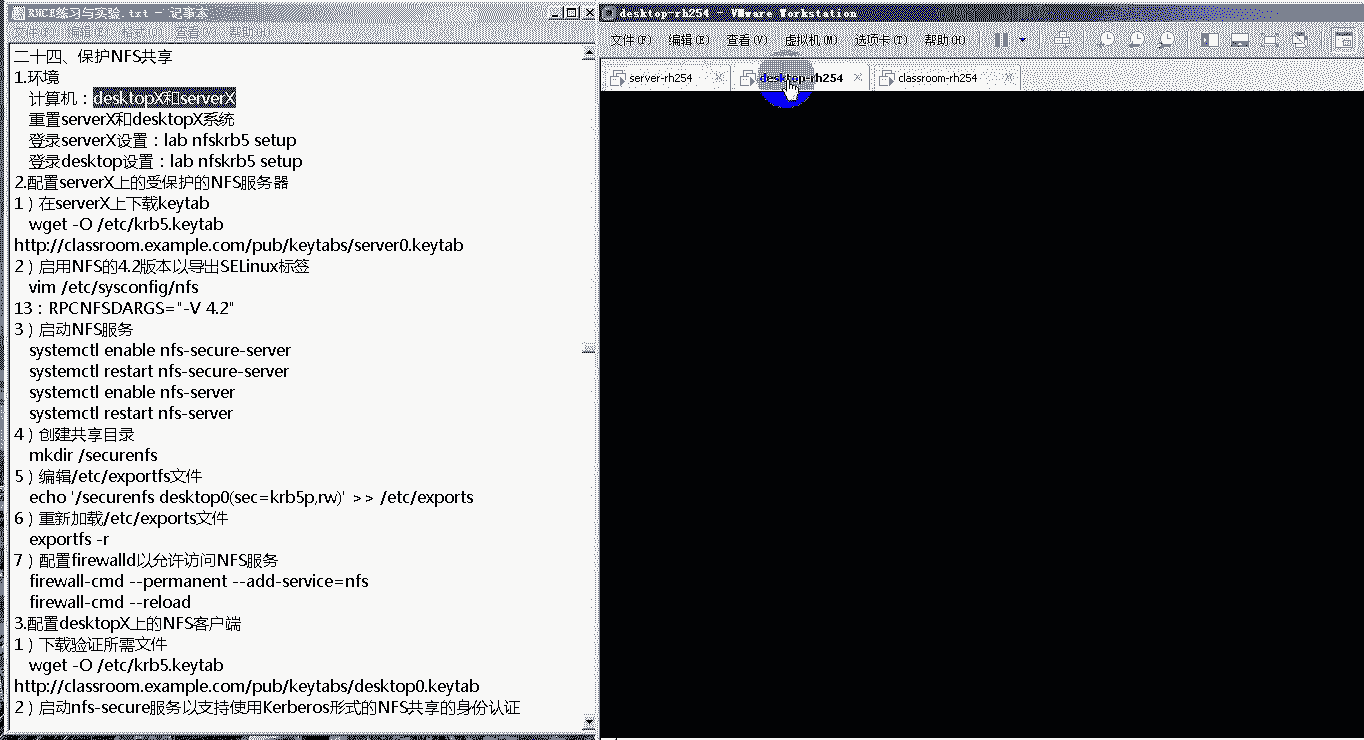 RHCE练习与实验.txt - 记事本
文件(F) 编辑(E) 格式(O) 查看(V) 帮助(H)
二十四、保护NFS共享
1.环境
计算机：desktopX和serverX
重置serverX和desktopX系统
登录serverX设置：lab nfskrb5 setup
登录desktop设置：lab nfskrb5 setup
2.配置serverX上的受保护的NFS服务器
1）在serverX上下载keytab
wget -O /etc/krb5.keytab
http://classroom.example.com/pub/keytabs/server0.keytab
2）启用NFS的4.2版本以导出SELinux标签
vim /etc/sysconfig/nfs
13：RPCNFSDARGS="-V 4.2"
3）启动NFS服务
systemctl enable nfs-secure-server
systemctl restart nfs-secure-server
systemctl enable nfs-server
systemctl restart nfs-server
4）创建共享目录
mkdir /securenfs
5）编辑/etc/exportfs文件
echo '/securenfs desktop0(sec=krb5p,rw)' >> /etc/exports
6）重新加载/etc/exports文件
exportfs -r
7）配置firewalld以允许访问NFS服务
firewall-cmd --permanent --add-service=nfs
firewall-cmd --reload
3.配置desktopX上的NFS客户端
1）下载验证所需文件
wget -O /etc/krb5.keytab
http://classroom.example.com/pub/keytabs/desktop0.keytab
2）启动nfs-secure服务以支持使用Kerberos形式的NFS共享的身份认证
desktop-rh254 - VMware Workstation
文件(F) 编辑(E) 查看(V) 虚拟机(M) 选项卡(T) 帮助(H)
server-rh254 desktop-rh254 classroom-rh254